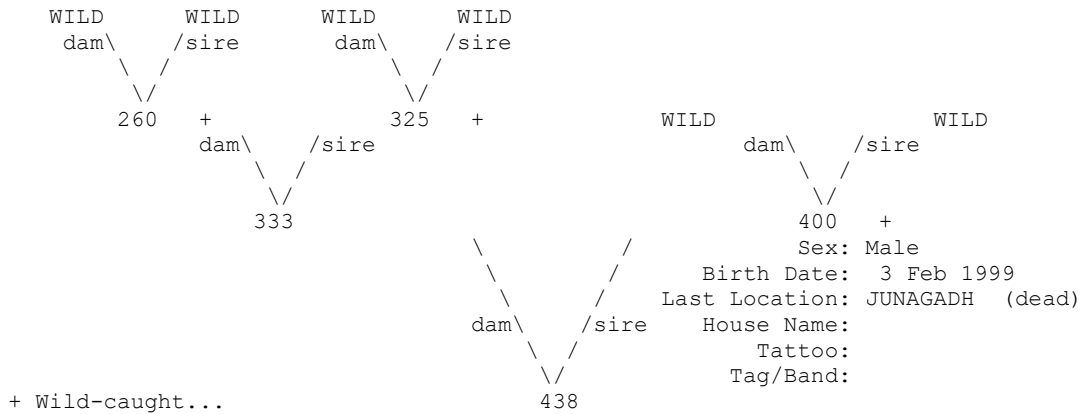 WILD WILD WILD WILD
dam\ /sire dam\ /sire
\ / \ /
\/ \/
260 + 325 + WILD WILD
dam\ /sire dam\ /sire
\ / \ /
\/ \/
333 400 +
\ / Sex: Male
\ / Birth Date: 3 Feb 1999
\ / Last Location: JUNAGADH (dead)
dam\ /sire House Name:
\ / Tattoo:
\/ Tag/Band:
+ Wild-caught... 438